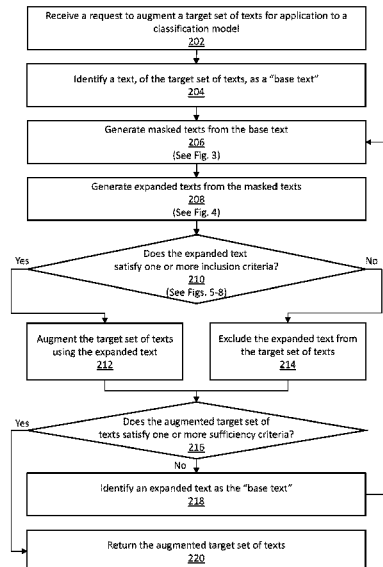 Receive a request to augment a target set of texts for application to a
classification model
202
Identify a text, of the target set of texts, as a “base text”
204
Generate masked texts from the base text
206
(See Fig. 3)
Generate expanded texts from the masked texts
208
(See Fig. 4)
Yes
Does the expanded text
satisfy one or more inclusion criteria?
210
(See Figs. 5-8)
No
Augment the target set of texts
using the expanded text
212
Exclude the expanded text from
the target set of texts
214
Yes
Does the augmented target set of
texts satisfy one or more sufficiency criteria?
216
No
Identify an expanded text as the “base text”
218
Return the augmented target set of texts
220